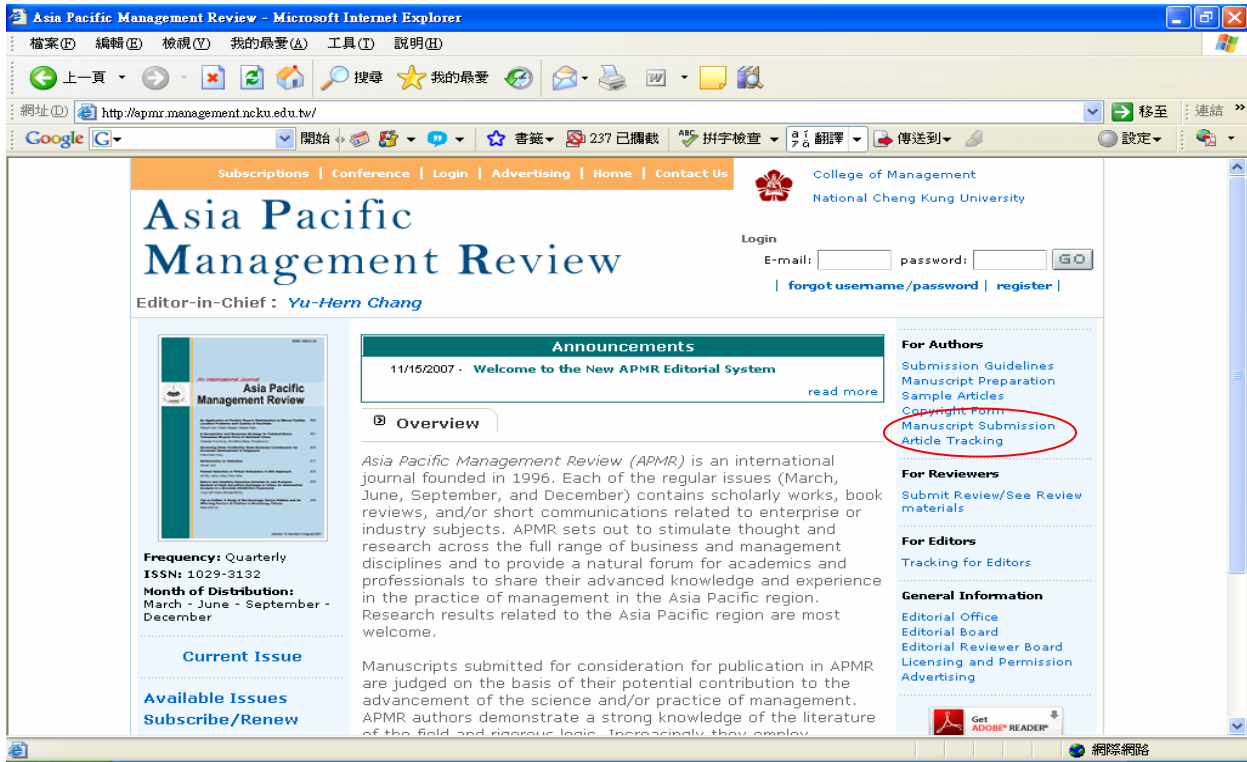 Asia Pacific Management Review - Microsoft Internet Explorer
檔案(F) 編輯(E) 檢視(V) 我的最愛(A) 工具(T) 說明(H)
上一頁 搜尋 我的最愛
網址(D) http://apmr.management.ncku.edu.tw/ 移至 連結 »
Google G 開始 書籤 237 已攔截 ABC 拼字檢查 翻譯 傳送到 設定
Subscriptions | Conference | Login | Advertising | Home | Contact Us
College of Management
National Cheng Kung University
Asia Pacific
Management Review
Editor-in-Chief : Yu-Hern Chang
Login
E-mail: password: GO
| forgot username/password | register |
An International Journal
Asia Pacific
Management Review
Frequency: Quarterly
ISSN: 1029-3132
Month of Distribution:
March - June - September -
December
Current Issue
Available Issues
Subscribe/Renew
Announcements
11/15/2007 - Welcome to the New APMR Editorial System
read more
Overview
Asia Pacific Management Review (APMR) is an international
journal founded in 1996. Each of the regular issues (March,
June, September, and December) contains scholarly works, book
reviews, and/or short communications related to enterprise or
industry subjects. APMR sets out to stimulate thought and
research across the full range of business and management
disciplines and to provide a natural forum for academics and
professionals to share their advanced knowledge and experience
in the practice of management in the Asia Pacific region.
Research results related to the Asia Pacific region are most
welcome.
Manuscripts submitted for consideration for publication in APMR
are judged on the basis of their potential contribution to the
advancement of the science and/or practice of management.
APMR authors demonstrate a strong knowledge of the literature
of the field and rigorous logic. Increasingly they employ
For Authors
Submission Guidelines
Manuscript Preparation
Sample Articles
Copyright Form
Manuscript Submission
Article Tracking
For Reviewers
Submit Review/See Review
materials
For Editors
Tracking for Editors
General Information
Editorial Office
Editorial Board
Editorial Reviewer Board
Licensing and Permission
Advertising
Get
ADOBE® READER®
網際網路